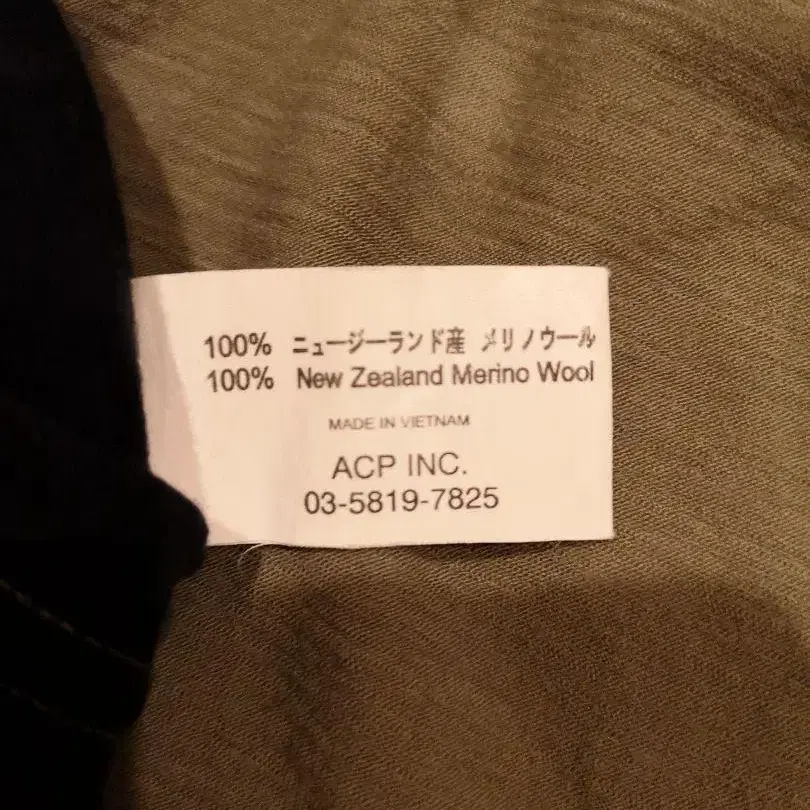 100% ニュージーランド産 メリノウール
100% New Zealand Merino Wool
MADE IN VIETNAM
ACP INC.
03-5819-7825